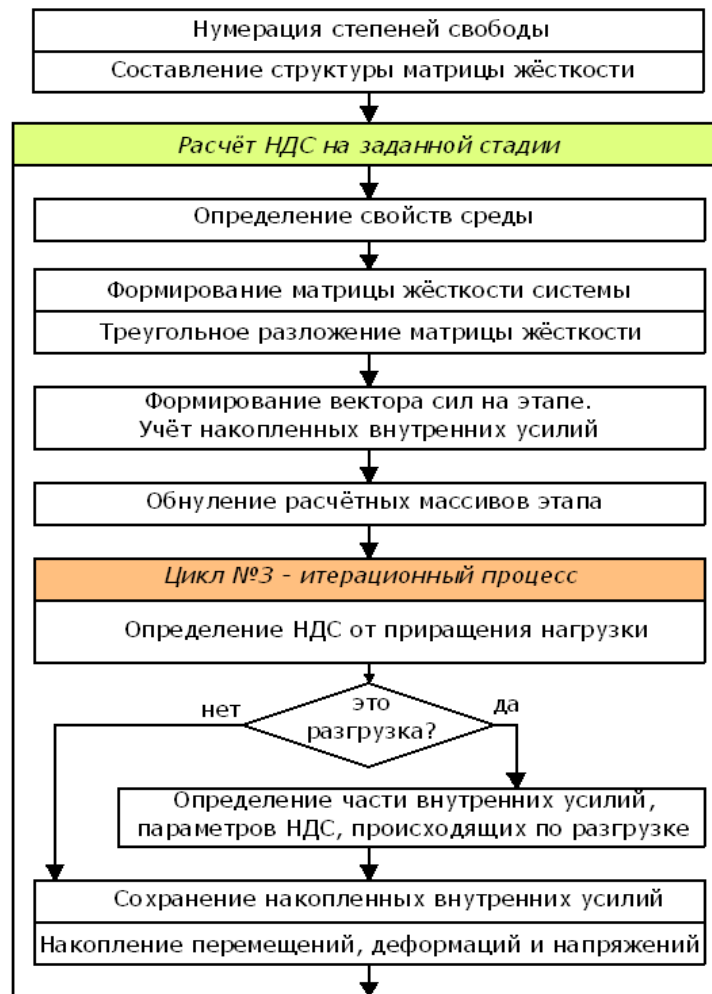 Нумерация степеней свободы
Составление структуры матрицы жёсткости
Расчёт НДС на заданной стадии
Определение свойств среды
Формирование матрицы жёсткости системы
Треугольное разложение матрицы жёсткости
Формирование вектора сил на этапе.
Учёт накопленных внутренних усилий
Обнуление расчётных массивов этапа
Цикл №3 - итерационный процесс
Определение НДС от приращения нагрузки
нет
это
разгрузка?
да
Определение части внутренних усилий,
параметров НДС, происходящих по разгрузке
Сохранение накопленных внутренних усилий
Накопление перемещений, деформаций и напряжений